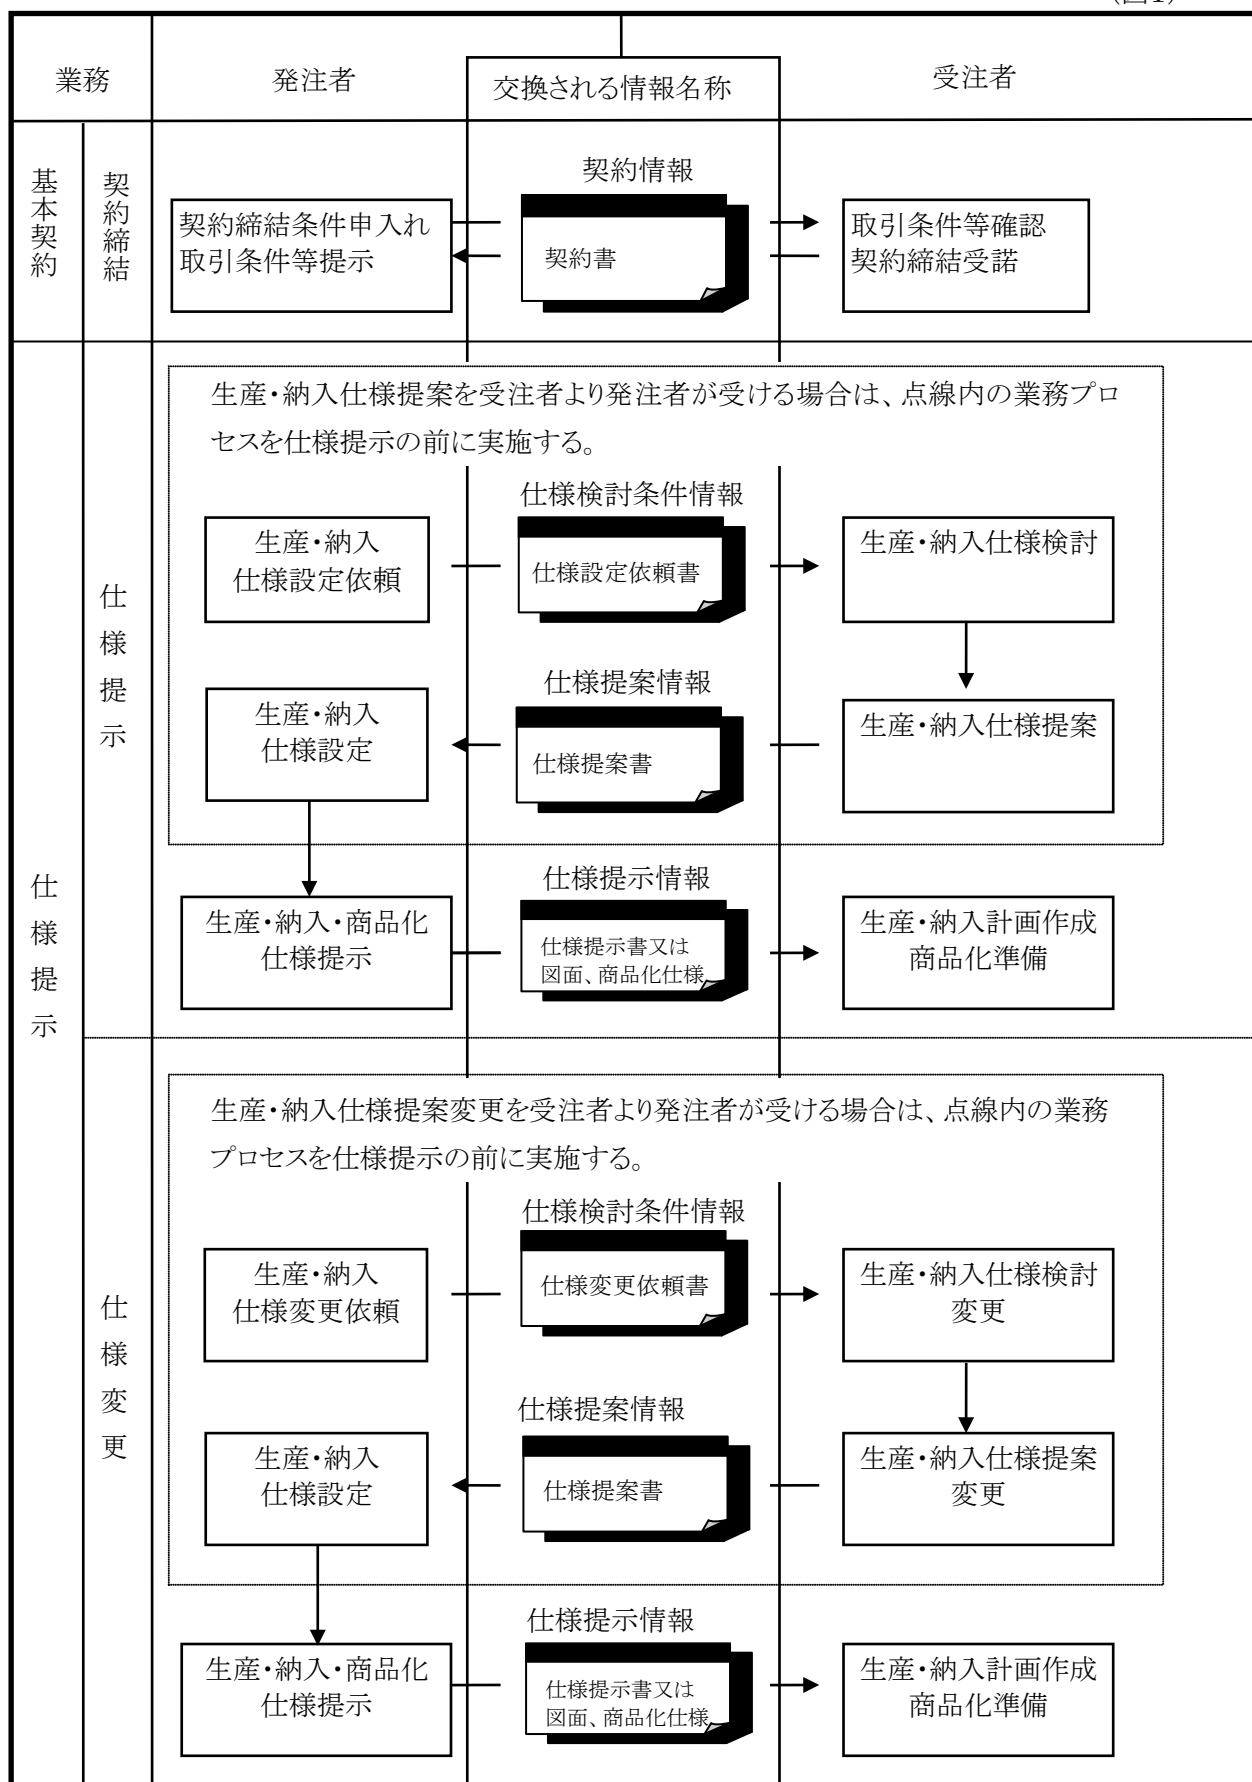 (図1)
業務
発注者
交換される情報名称
受注者
基本契約
契約締結
契約情報
契約締結条件申入れ
取引条件等提示
契約書
取引条件等確認
契約締結受諾
仕様提示
仕様提示
生産・納入仕様提案を受注者より発注者が受ける場合は、点線内の業務プロ
セスを仕様提示の前に実施する。
仕様検討条件情報
生産・納入
仕様設定依頼
仕様設定依頼書
生産・納入仕様検討
仕様提案情報
生産・納入
仕様設定
仕様提案書
生産・納入仕様提案
仕様提示情報
生産・納入・商品化
仕様提示
仕様提示書又は
図面、商品化仕様
生産・納入計画作成
商品化準備
仕様変更
生産・納入仕様提案変更を受注者より発注者が受ける場合は、点線内の業務
プロセスを仕様提示の前に実施する。
仕様検討条件情報
生産・納入
仕様変更依頼
仕様変更依頼書
生産・納入仕様検討
変更
仕様提案情報
生産・納入
仕様設定
仕様提案書
生産・納入仕様提案
変更
仕様提示情報
生産・納入・商品化
仕様提示
仕様提示書又は
図面、商品化仕様
生産・納入計画作成
商品化準備